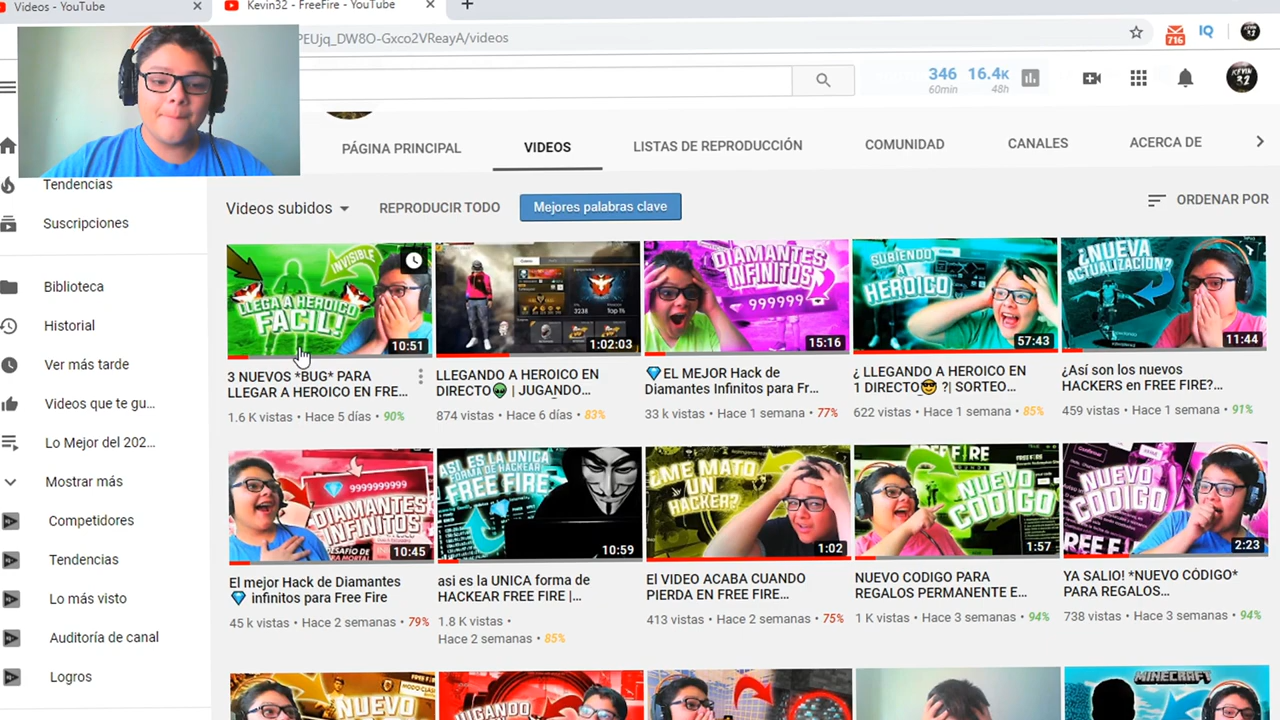 Videos - YouTube
Kevin32 - FreeFire - YouTube
PEUjq_DW8O-Gxco2VReayA/videos
716
IQ
346 16.4K
60min 48h
PÁGINA PRINCIPAL VIDEOS LISTAS DE REPRODUCCIÓN COMUNIDAD CANALES ACERCA DE
Tendencias
Suscripciones
Biblioteca
Historial
Ver más tarde
Videos que te gu...
Lo Mejor del 202...
Mostrar más
Competidores
Tendencias
Lo más visto
Auditoría de canal
Logros
Videos subidos REPRODUCIR TODO Mejores palabras clave ORDENAR POR
INVISIBLE
LLEGA A HEROICO
FACIL!
10:51
3 NUEVOS *BUG* PARA
LLEGAR A HEROICO EN FRE...
1.6 K vistas • Hace 5 días • 90%
1:02:03
LLEGANDO A HEROICO EN
DIRECTO👽 | JUGANDO...
874 vistas • Hace 6 días • 83%
DIAMANTES
INFINITOS
999999
15:16
💎EL MEJOR Hack de
Diamantes Infinitos para Fr...
33 k vistas • Hace 1 semana • 77%
SUBIENDO
A
HEROICO
57:43
¿ LLEGANDO A HEROICO EN
1 DIRECTO😎 ?| SORTEO...
622 vistas • Hace 1 semana • 85%
¿NUEVA
ACTUALIZACIÓN?
11:44
¿Así son los nuevos
HACKERS en FREE FIRE?...
459 vistas • Hace 1 semana • 91%
9999999999
DIAMANTES
INFINITOS
10:45
El mejor Hack de Diamantes
💎 infinitos para Free Fire
45 k vistas • Hace 2 semanas • 79%
ASI ES LA UNICA
FORMA DE
HACKEAR
FREE FIRE
10:59
asi es la UNICA forma de
HACKEAR FREE FIRE |...
1.8 K vistas •
Hace 2 semanas • 85%
¿ME MATO
UN
HACKER?
1:02
El VIDEO ACABA CUANDO
PIERDA EN FREE FIRE...
413 vistas • Hace 2 semanas • 75%
FREE FIRE
NUEVO
CODIGO
1:57
NUEVO CODIGO PARA
REGALOS PERMANENTE E...
1 K vistas • Hace 3 semanas • 94%
NUEVO
CODIGO
FREE FI
2:23
YA SALIO! *NUEVO CÓDIGO*
PARA REGALOS...
738 vistas • Hace 3 semanas • 94%
NUEVO
MINECRAFT